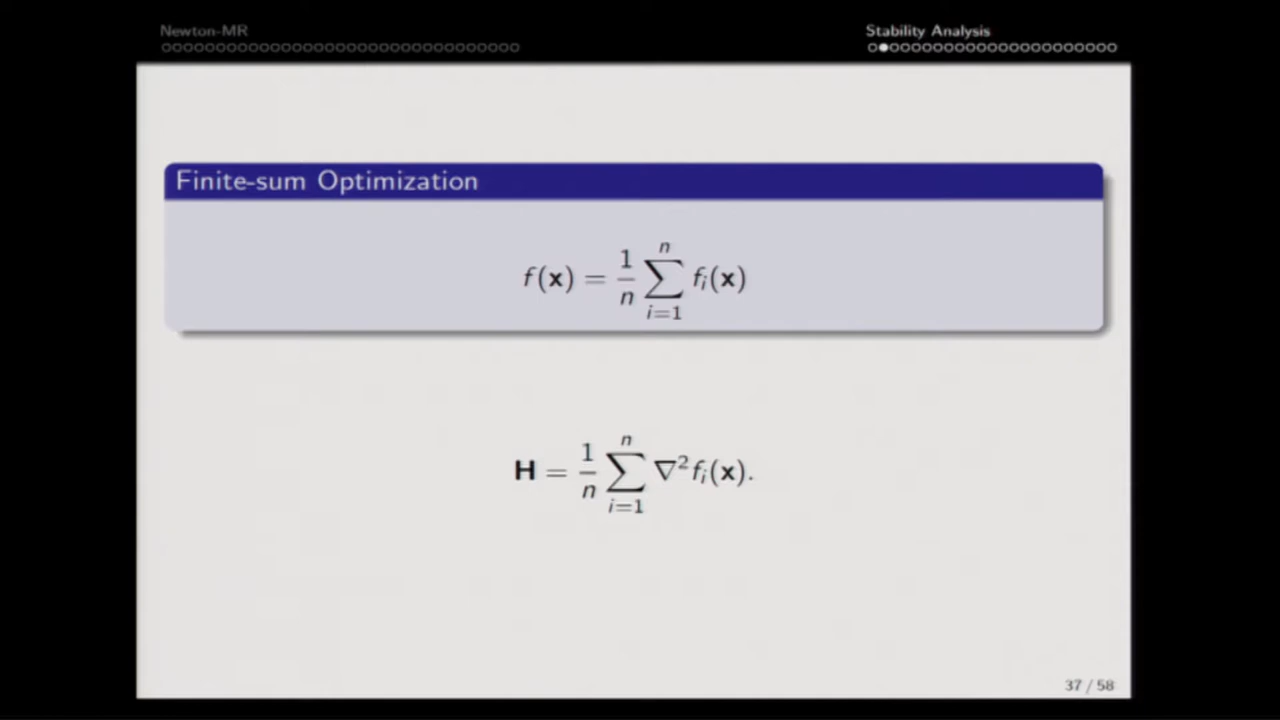 Newton-MR
Stability Analysis
Finite-sum Optimization
f(x) = 1/n ∑_{i=1}^{n} f_i(x)
H = 1/n ∑_{i=1}^{n} ∇²f_i(x).
37 / 58